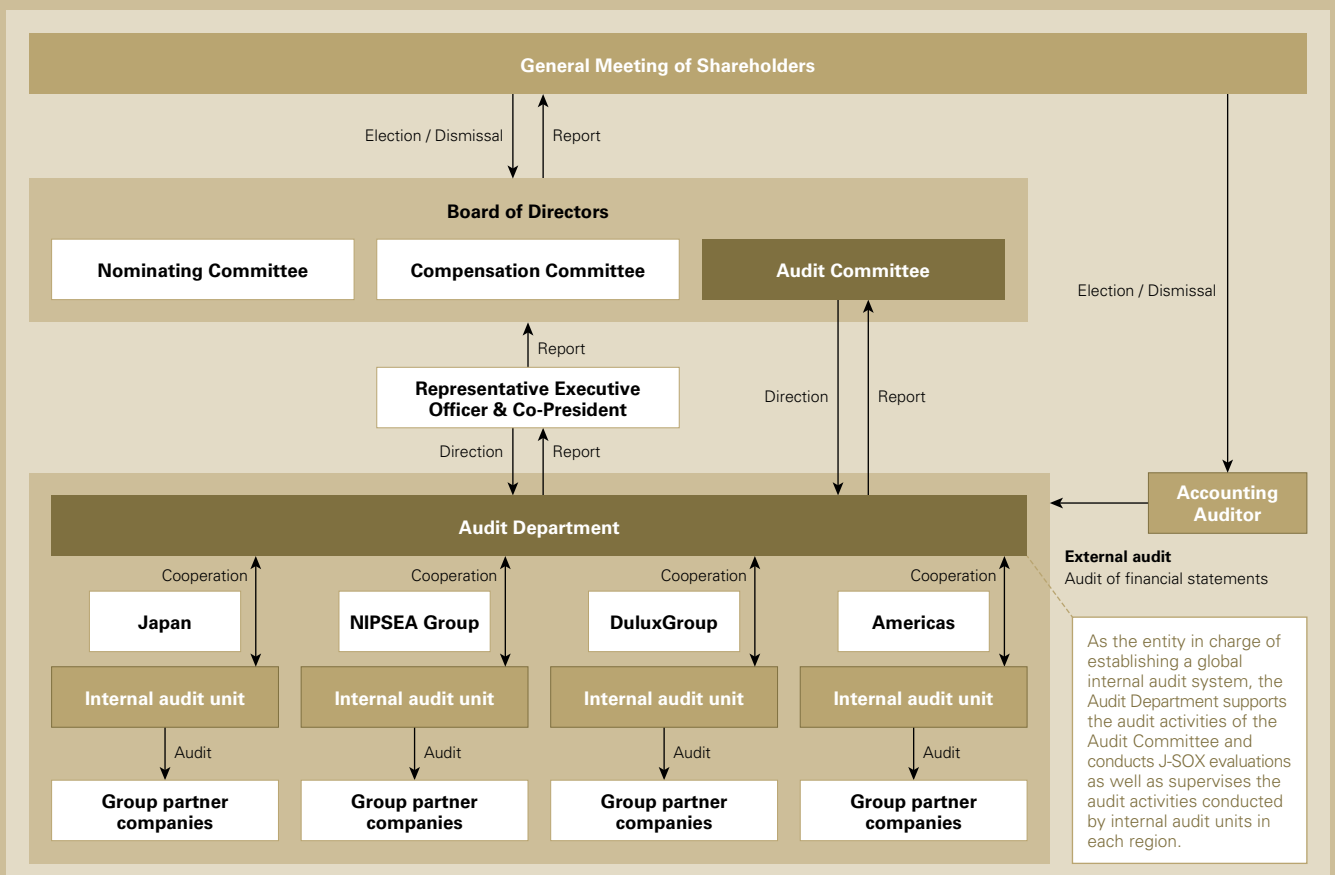 General Meeting of Shareholders
Election / Dismissal
Report
Board of Directors
Nominating Committee
Compensation Committee
Audit Committee
Election / Dismissal
Report
Representative Executive
Officer & Co-President
Direction
Report
Direction
Report
Accounting
Auditor
Audit Department
External audit
Audit of financial statements
Cooperation
Cooperation
Cooperation
Cooperation
Japan
NIPSEA Group
DuluxGroup
Americas
Internal audit unit
Internal audit unit
Internal audit unit
Internal audit unit
Audit
Audit
Audit
Audit
Group partner
companies
Group partner
companies
Group partner
companies
Group partner
companies
As the entity in charge of
establishing a global
internal audit system, the
Audit Department supports
the audit activities of the
Audit Committee and
conducts J-SOX evaluations
as well as supervises the
audit activities conducted
by internal audit units in
each region.